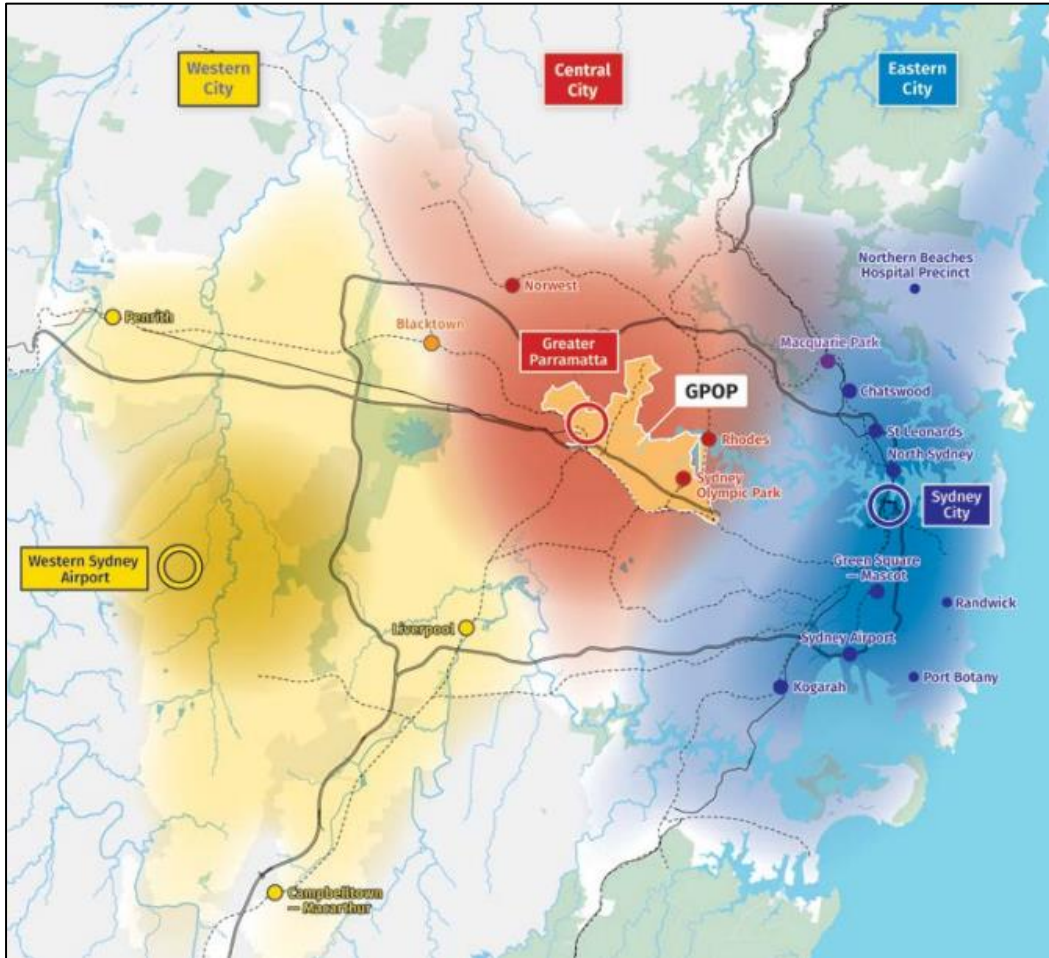 Western
City
Central
City
Eastern
City
Northern Beaches
Hospital Precinct
Norwest
Penrith
Blacktown
Greater
Parramatta
Macquarie Park
GPOP
Chatswood
St Leonards
Rhodes
North Sydney
Sydney
Olympic Park
Sydney
City
Western Sydney
Airport
Green Square
— Mascot
Randwick
Liverpool
Sydney Airport
Port Botany
Kogarah
Campbelltown
— Macarthur